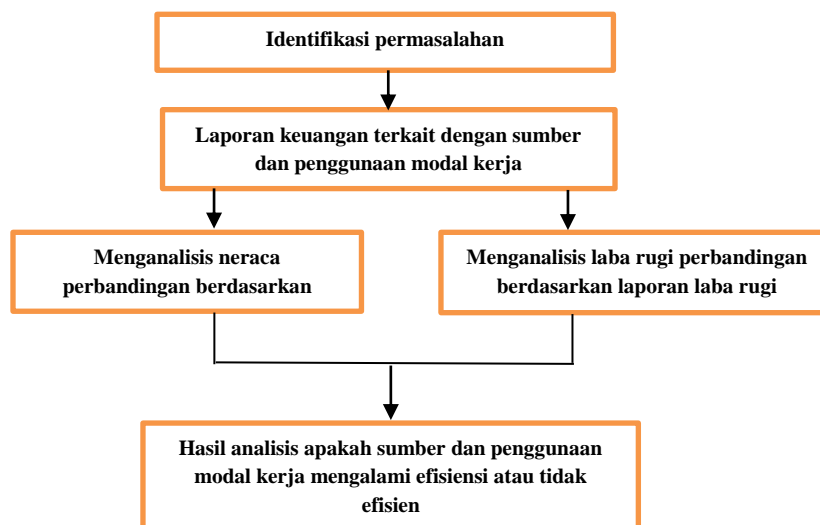 Identifikasi permasalahan
Laporan keuangan terkait dengan sumber
dan penggunaan modal kerja
Menganalisis neraca
perbandingan berdasarkan
Menganalisis laba rugi perbandingan
berdasarkan laporan laba rugi
Hasil analisis apakah sumber dan penggunaan
modal kerja mengalami efisiensi atau tidak
efisien